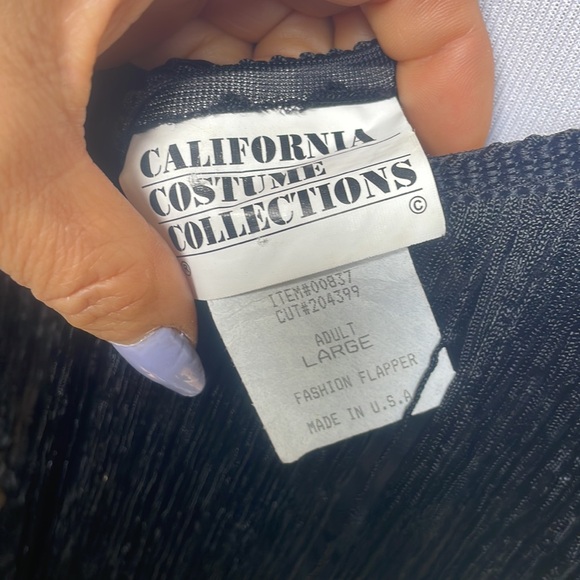 CALIFORNIA
COSTUME
COLLECTIONS
©
®
ITEM#00837
CUT#204399
ADULT
LARGE
FASHION FLAPPER
MADE IN U.S.A